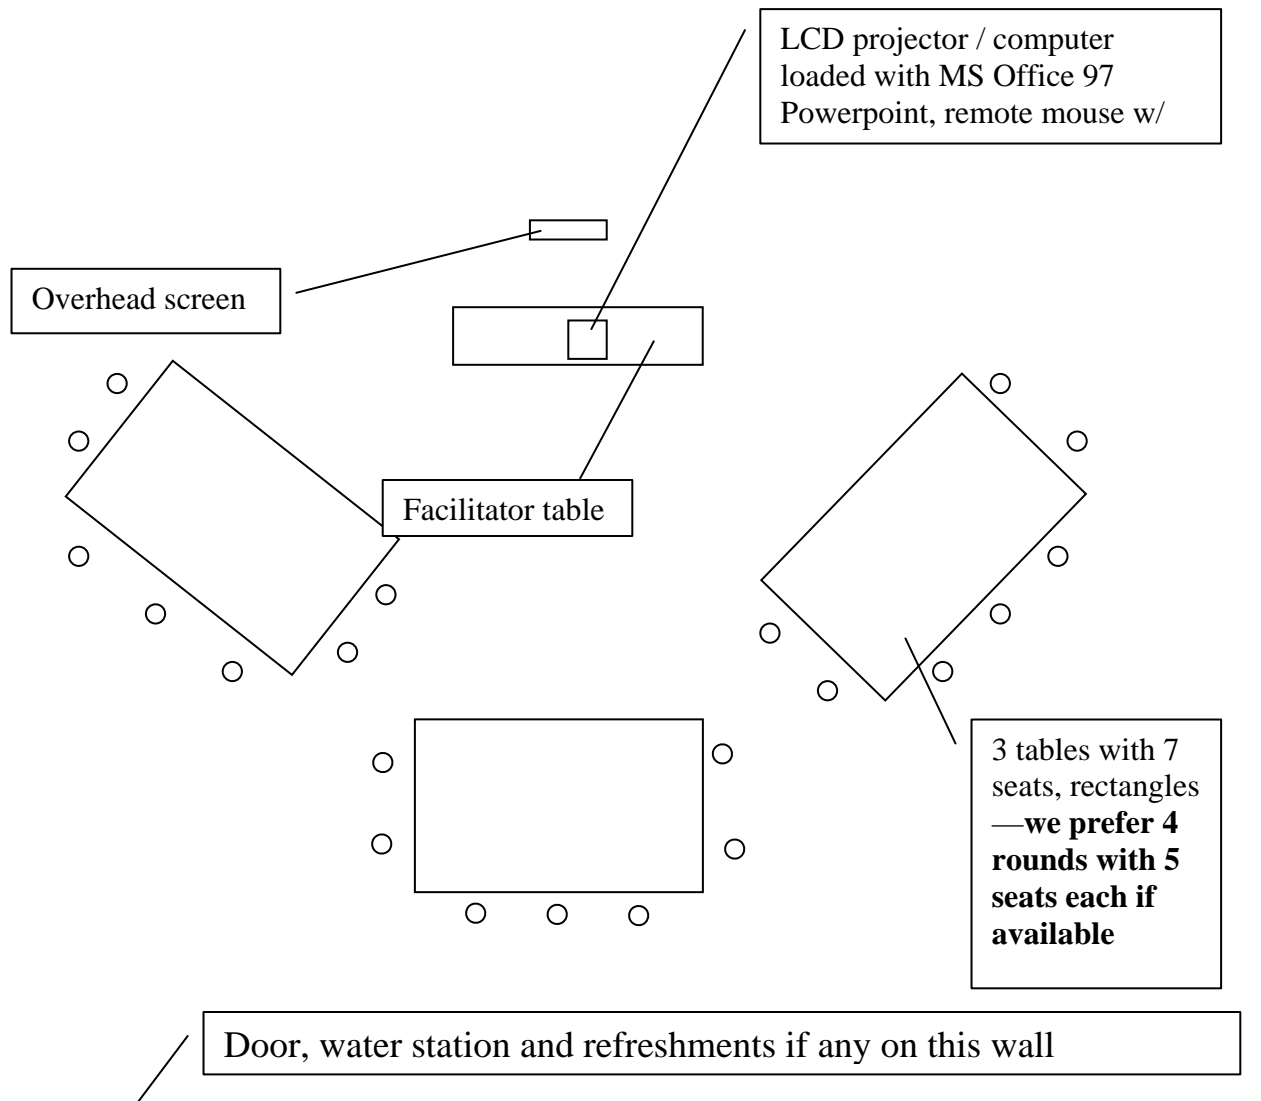 LCD projector / computer
loaded with MS Office 97
Powerpoint, remote mouse w/
Overhead screen
Facilitator table
3 tables with 7
seats, rectangles
—we prefer 4
rounds with 5
seats each if
available
Door, water station and refreshments if any on this wall